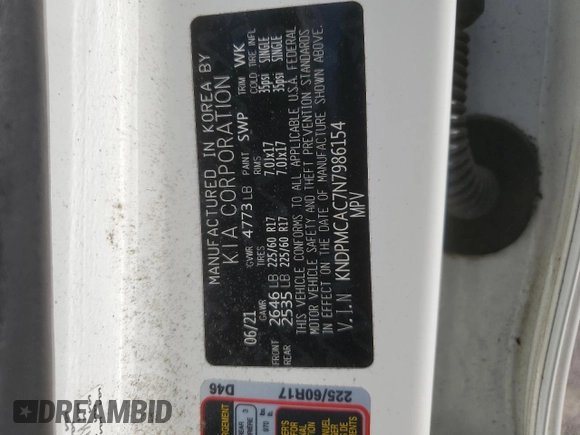 MANUFACTURED IN KOREA BY
KIA CORPORATION
06/21 GVWR 4773 LB PAINT SWP TRIM WK
GAWR TIRES RIMS COLD TIRE INFL
FRONT 2646 LB 225/60 R17 7.0Jx17 35psi SINGLE
REAR 2535 LB 225/60 R17 7.0Jx17 35psi SINGLE
THIS VEHICLE CONFORMS TO ALL APPLICABLE U.S.A. FEDERAL
MOTOR VEHICLE SAFETY AND THEFT PREVENTION STANDARDS
IN EFFECT ON THE DATE OF MANUFACTURE SHOWN ABOVE.
V.I.N KNDPMCAC7N7986154
MPV
225/60R17
D46
DREAMBID